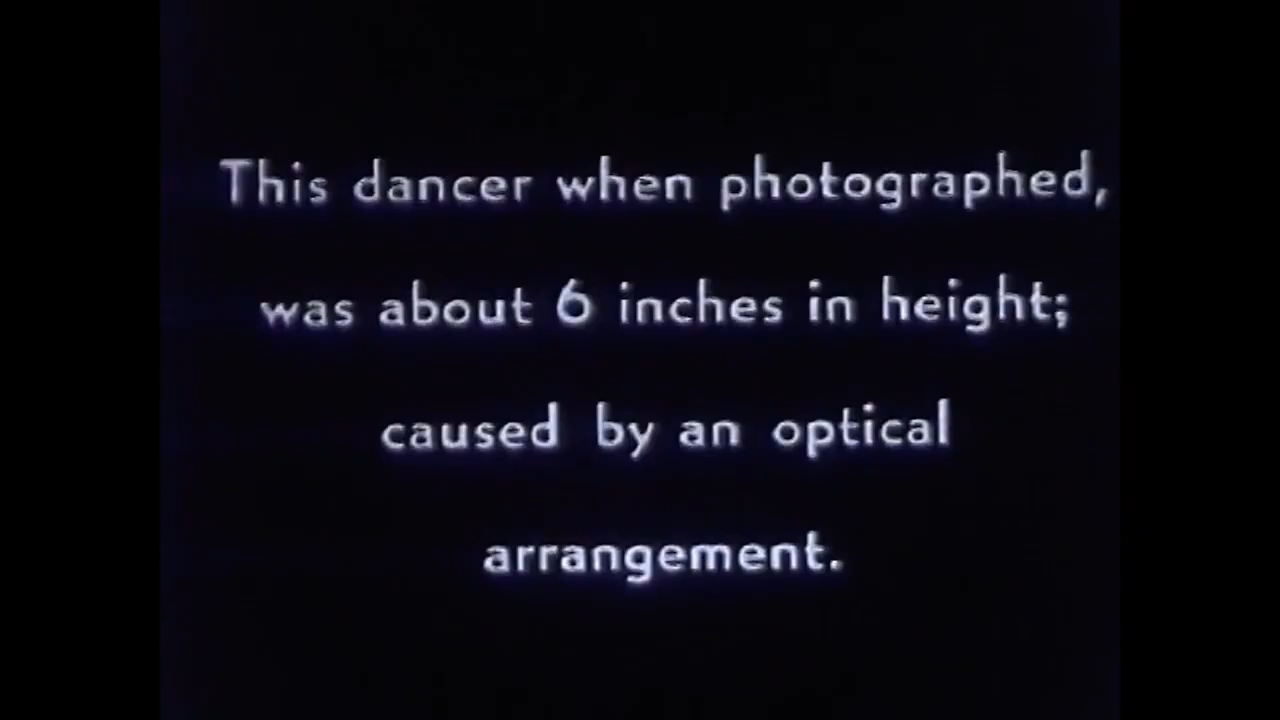 This dancer when photographed,
was about 6 inches in height;
caused by an optical
arrangement.